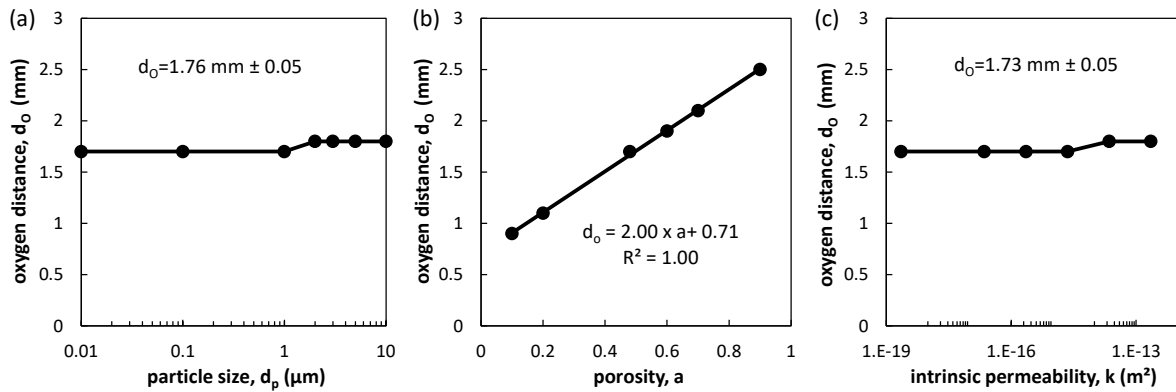 (a)
3
2.5
2
1.5
1
0.5
0
oxygen distance, dO (mm)
dO=1.76 mm ± 0.05
0.01 0.1 1 10
particle size, dp (µm)
(b)
3
2.5
2
1.5
1
0.5
0
oxygen distance, dO (mm)
do = 2.00 x a+ 0.71
R² = 1.00
0 0.2 0.4 0.6 0.8 1
porosity, a
(c)
3
2.5
2
1.5
1
0.5
0
oxygen distance, dO (mm)
dO=1.73 mm ± 0.05
1.E-19 1.E-16 1.E-13
intrinsic permeability, k (m²)